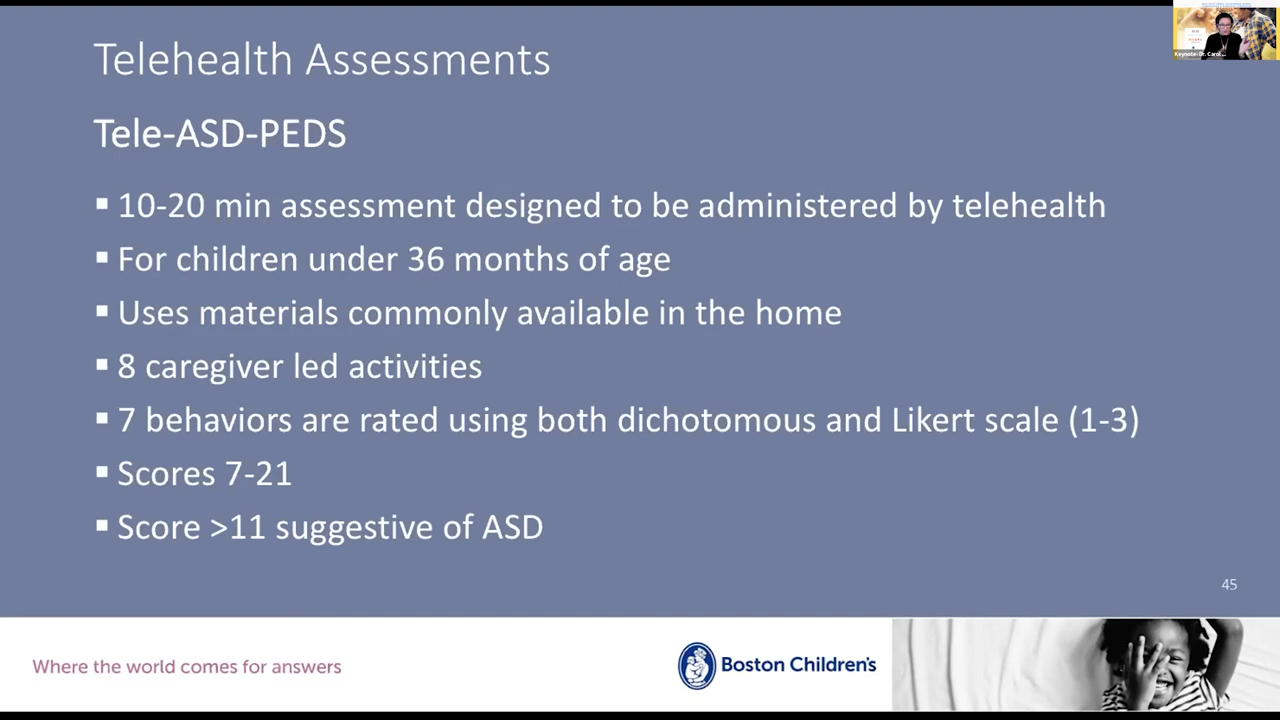 Telehealth Assessments
Tele-ASD-PEDS
▪ 10-20 min assessment designed to be administered by telehealth
▪ For children under 36 months of age
▪ Uses materials commonly available in the home
▪ 8 caregiver led activities
▪ 7 behaviors are rated using both dichotomous and Likert scale (1-3)
▪ Scores 7-21
▪ Score >11 suggestive of ASD
45
Where the world comes for answers
Boston Children's
Keynote- Dr. Carol...